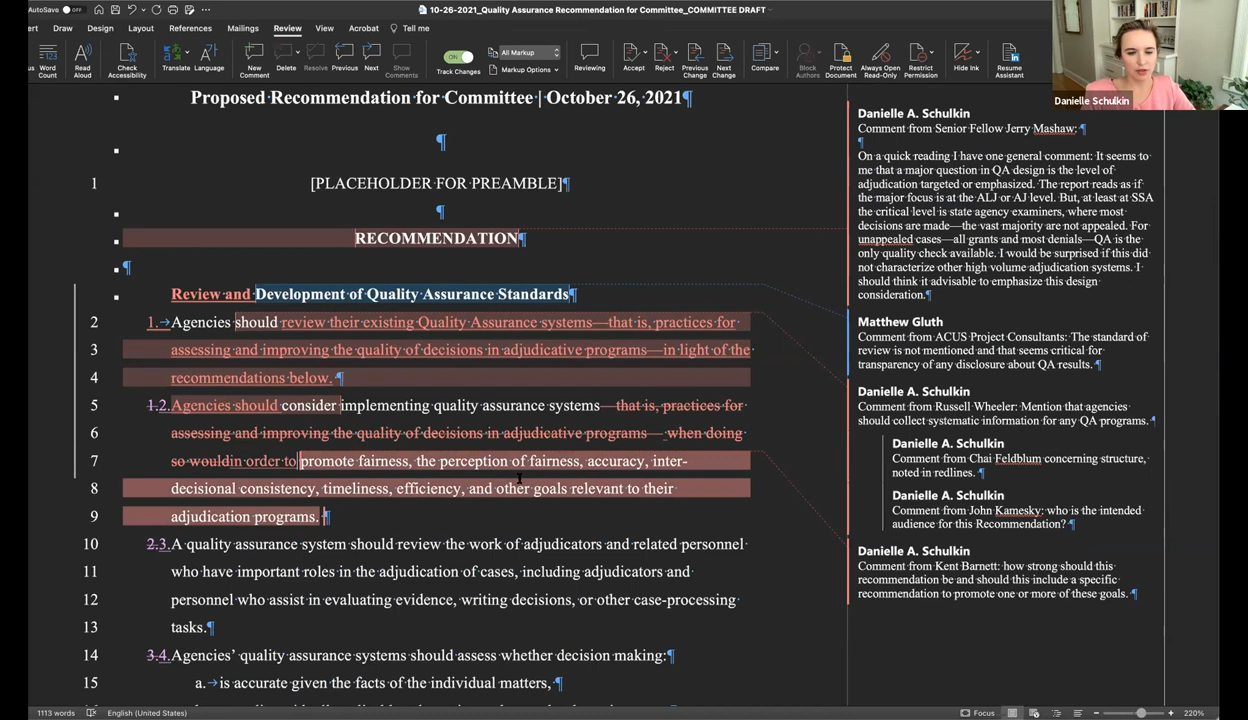 AutoSave OFF
10-26-2021_Quality Assurance Recommendation for Committee_COMMITTEE DRAFT
ert Draw Design Layout References Mailings Review View Acrobat Tell me
Word Count
Read Aloud
Check Accessibility
Translate
Language
New Comment
Delete
Previous
Next
Show Comments
ON
Track Changes
All Markup
Markup Options
Reviewing
Accept
Reject
Previous Change
Next Change
Compare
Block Authors
Protect Document
Always Open Read-Only
Restrict Permission
Hide Ink
Resume Assistant
Danielle Schulkin
Proposed Recommendation for Committee | October 26, 2021¶
¶
1 [PLACEHOLDER FOR PREAMBLE]¶
¶
RECOMMENDATION¶
¶
Review and Development of Quality Assurance Standards¶
2 1.→Agencies should review their existing Quality Assurance systems—that is, practices for
3 assessing and improving the quality of decisions in adjudicative programs—in light of the
4 recommendations below. ¶
5 1.2.Agencies should consider implementing quality assurance systems—that is, practices for
6 assessing and improving the quality of decisions in adjudicative programs— when doing
7 so wouldin order to promote fairness, the perception of fairness, accuracy, inter-
8 decisional consistency, timeliness, efficiency, and other goals relevant to their
9 adjudication programs. ¶
10 2.3.A quality assurance system should review the work of adjudicators and related personnel
11 who have important roles in the adjudication of cases, including adjudicators and
12 personnel who assist in evaluating evidence, writing decisions, or other case-processing
13 tasks.¶
14 3.4.Agencies' quality assurance systems should assess whether decision making:¶
15 a.→is accurate given the facts of the individual matters, ¶
Danielle A. Schulkin
Comment from Senior Fellow Jerry Mashaw: ¶
¶
On a quick reading I have one general comment: It seems to
me that a major question in QA design is the level of
adjudication targeted or emphasized. The report reads as if
the major focus is at the ALJ or AJ level. But, at least at SSA
the critical level is state agency examiners, where most
decisions are made—the vast majority are not appealed. For
unappealed cases—all grants and most denials—QA is the
only quality check available. I would be surprised if this did
not characterize other high volume adjudication systems. I
should think it advisable to emphasize this design
consideration.¶
Matthew Gluth
Comment from ACUS Project Consultants: The standard of
review is not mentioned and that seems critical for
transparency of any disclosure about QA results.¶
Danielle A. Schulkin
Comment from Russell Wheeler: Mention that agencies
should collect systematic information for any QA programs.¶
Danielle A. Schulkin
Comment from Chai Feldblum concerning structure,
noted in redlines. ¶
Danielle A. Schulkin
Comment from John Kamesky: who is the intended
audience for this Recommendation? ¶
Danielle A. Schulkin
Comment from Kent Barnett: how strong should this
recommendation be and should this include a specific
recommendation to promote one or more of these goals.¶
1113 words English (United States) Focus 220%